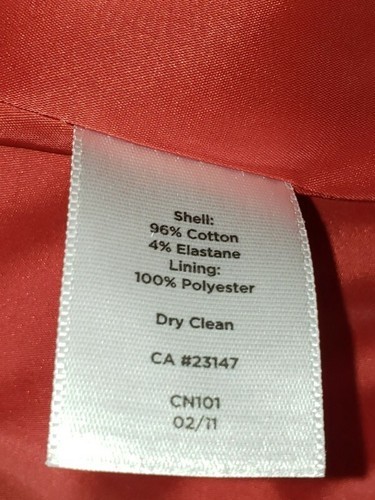 Shell:
96% Cotton
4% Elastane
Lining:
100% Polyester
Dry Clean
CA #23147
CN101
02/11